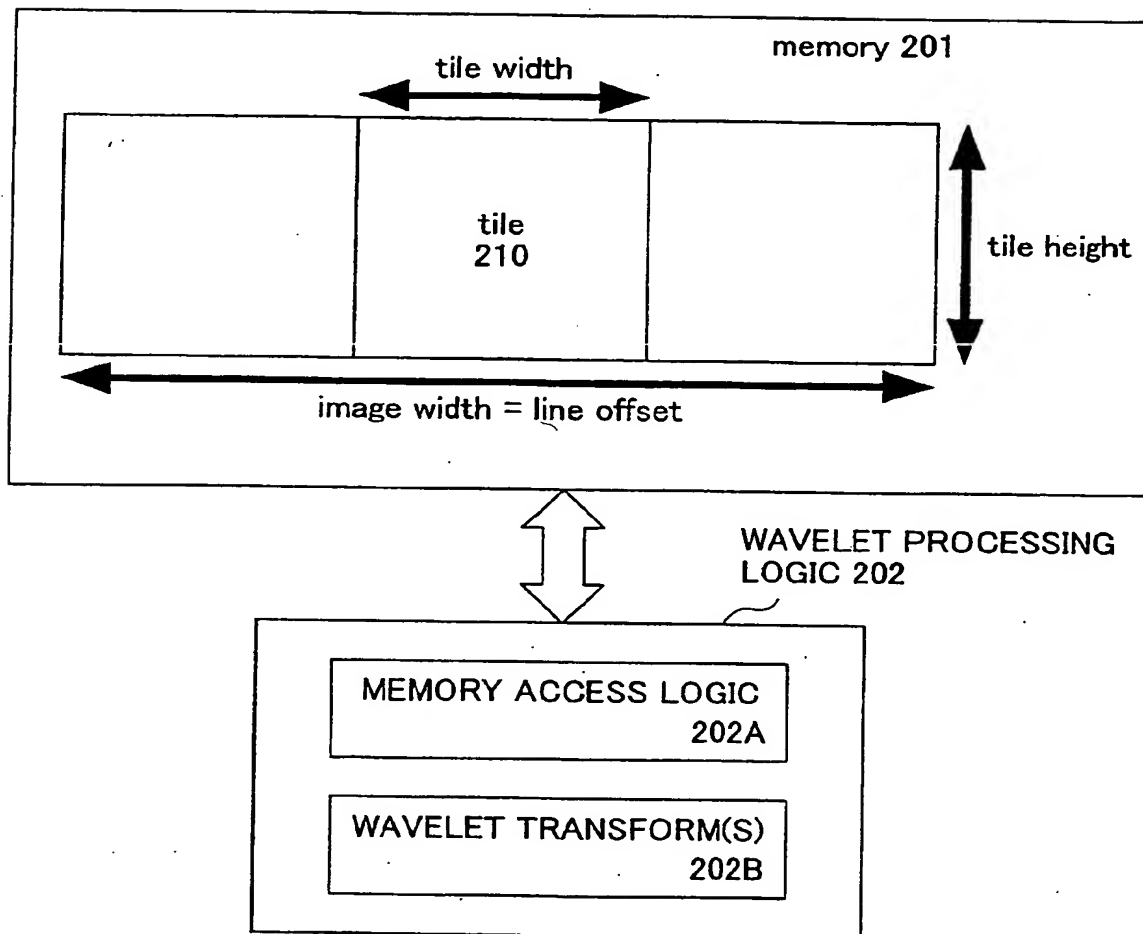 memory 201
tile width
tile
210
tile height
image width = line offset
WAVELET PROCESSING
LOGIC 202
MEMORY ACCESS LOGIC
202A
WAVELET TRANSFORM(S)
202B